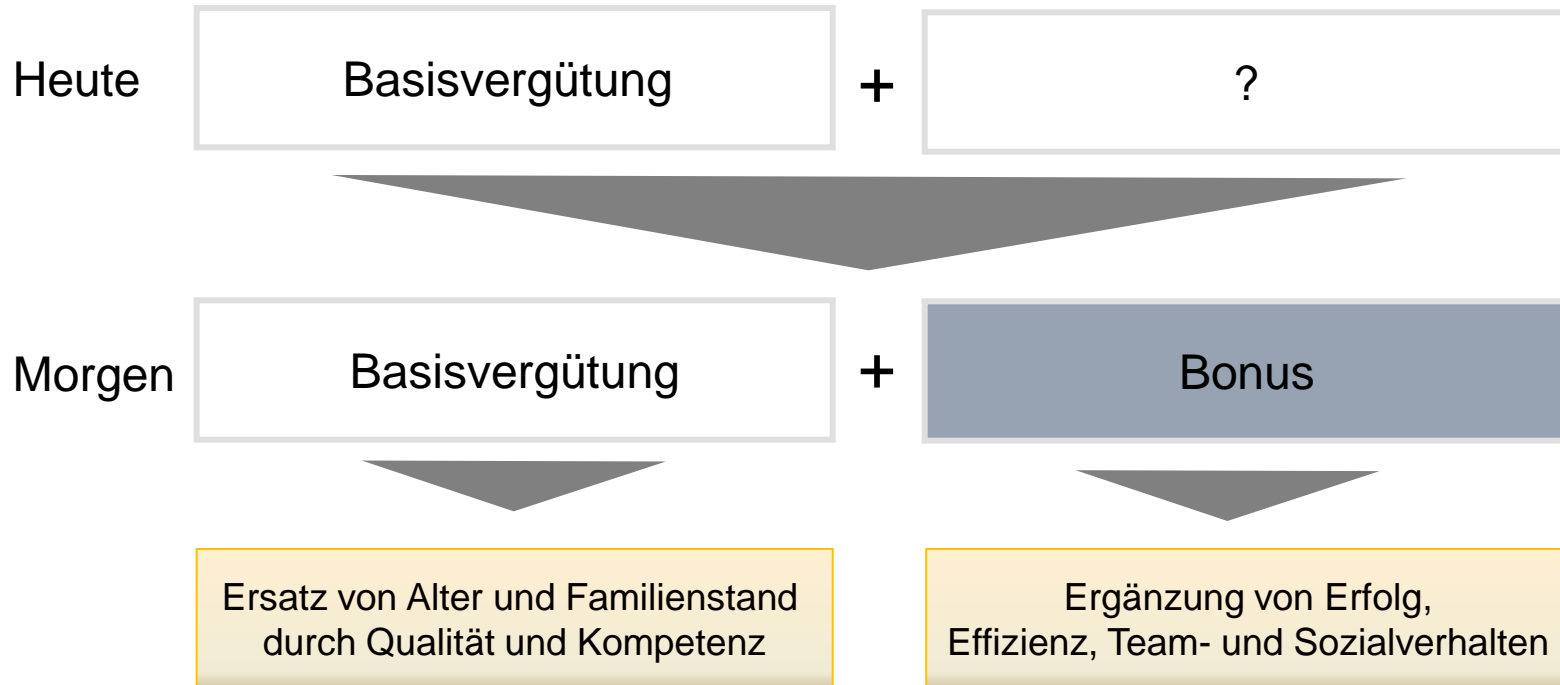 Heute Basisvergütung + ?
Morgen Basisvergütung + Bonus
Ersatz von Alter und Familienstand
durch Qualität und Kompetenz
Ergänzung von Erfolg,
Effizienz, Team- und Sozialverhalten